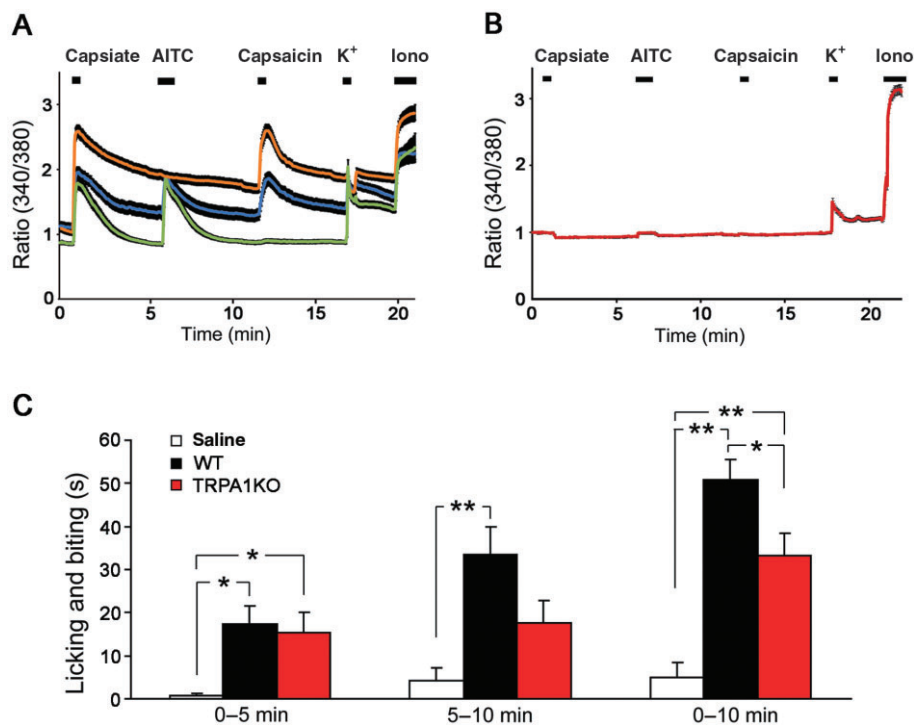 A
Capsiate AITC Capsaicin K+ Iono
Ratio (340/380)
3
2
1
0
0 5 10 15 20
Time (min)
B
Capsiate AITC Capsaicin K+ Iono
Ratio (340/380)
3
2
1
0
0 5 10 15 20
Time (min)
C
Licking and biting (s)
60
50
40
30
20
10
0
Saline
WT
TRPA1KO
* *
**
** ** *
0–5 min 5–10 min 0–10 min